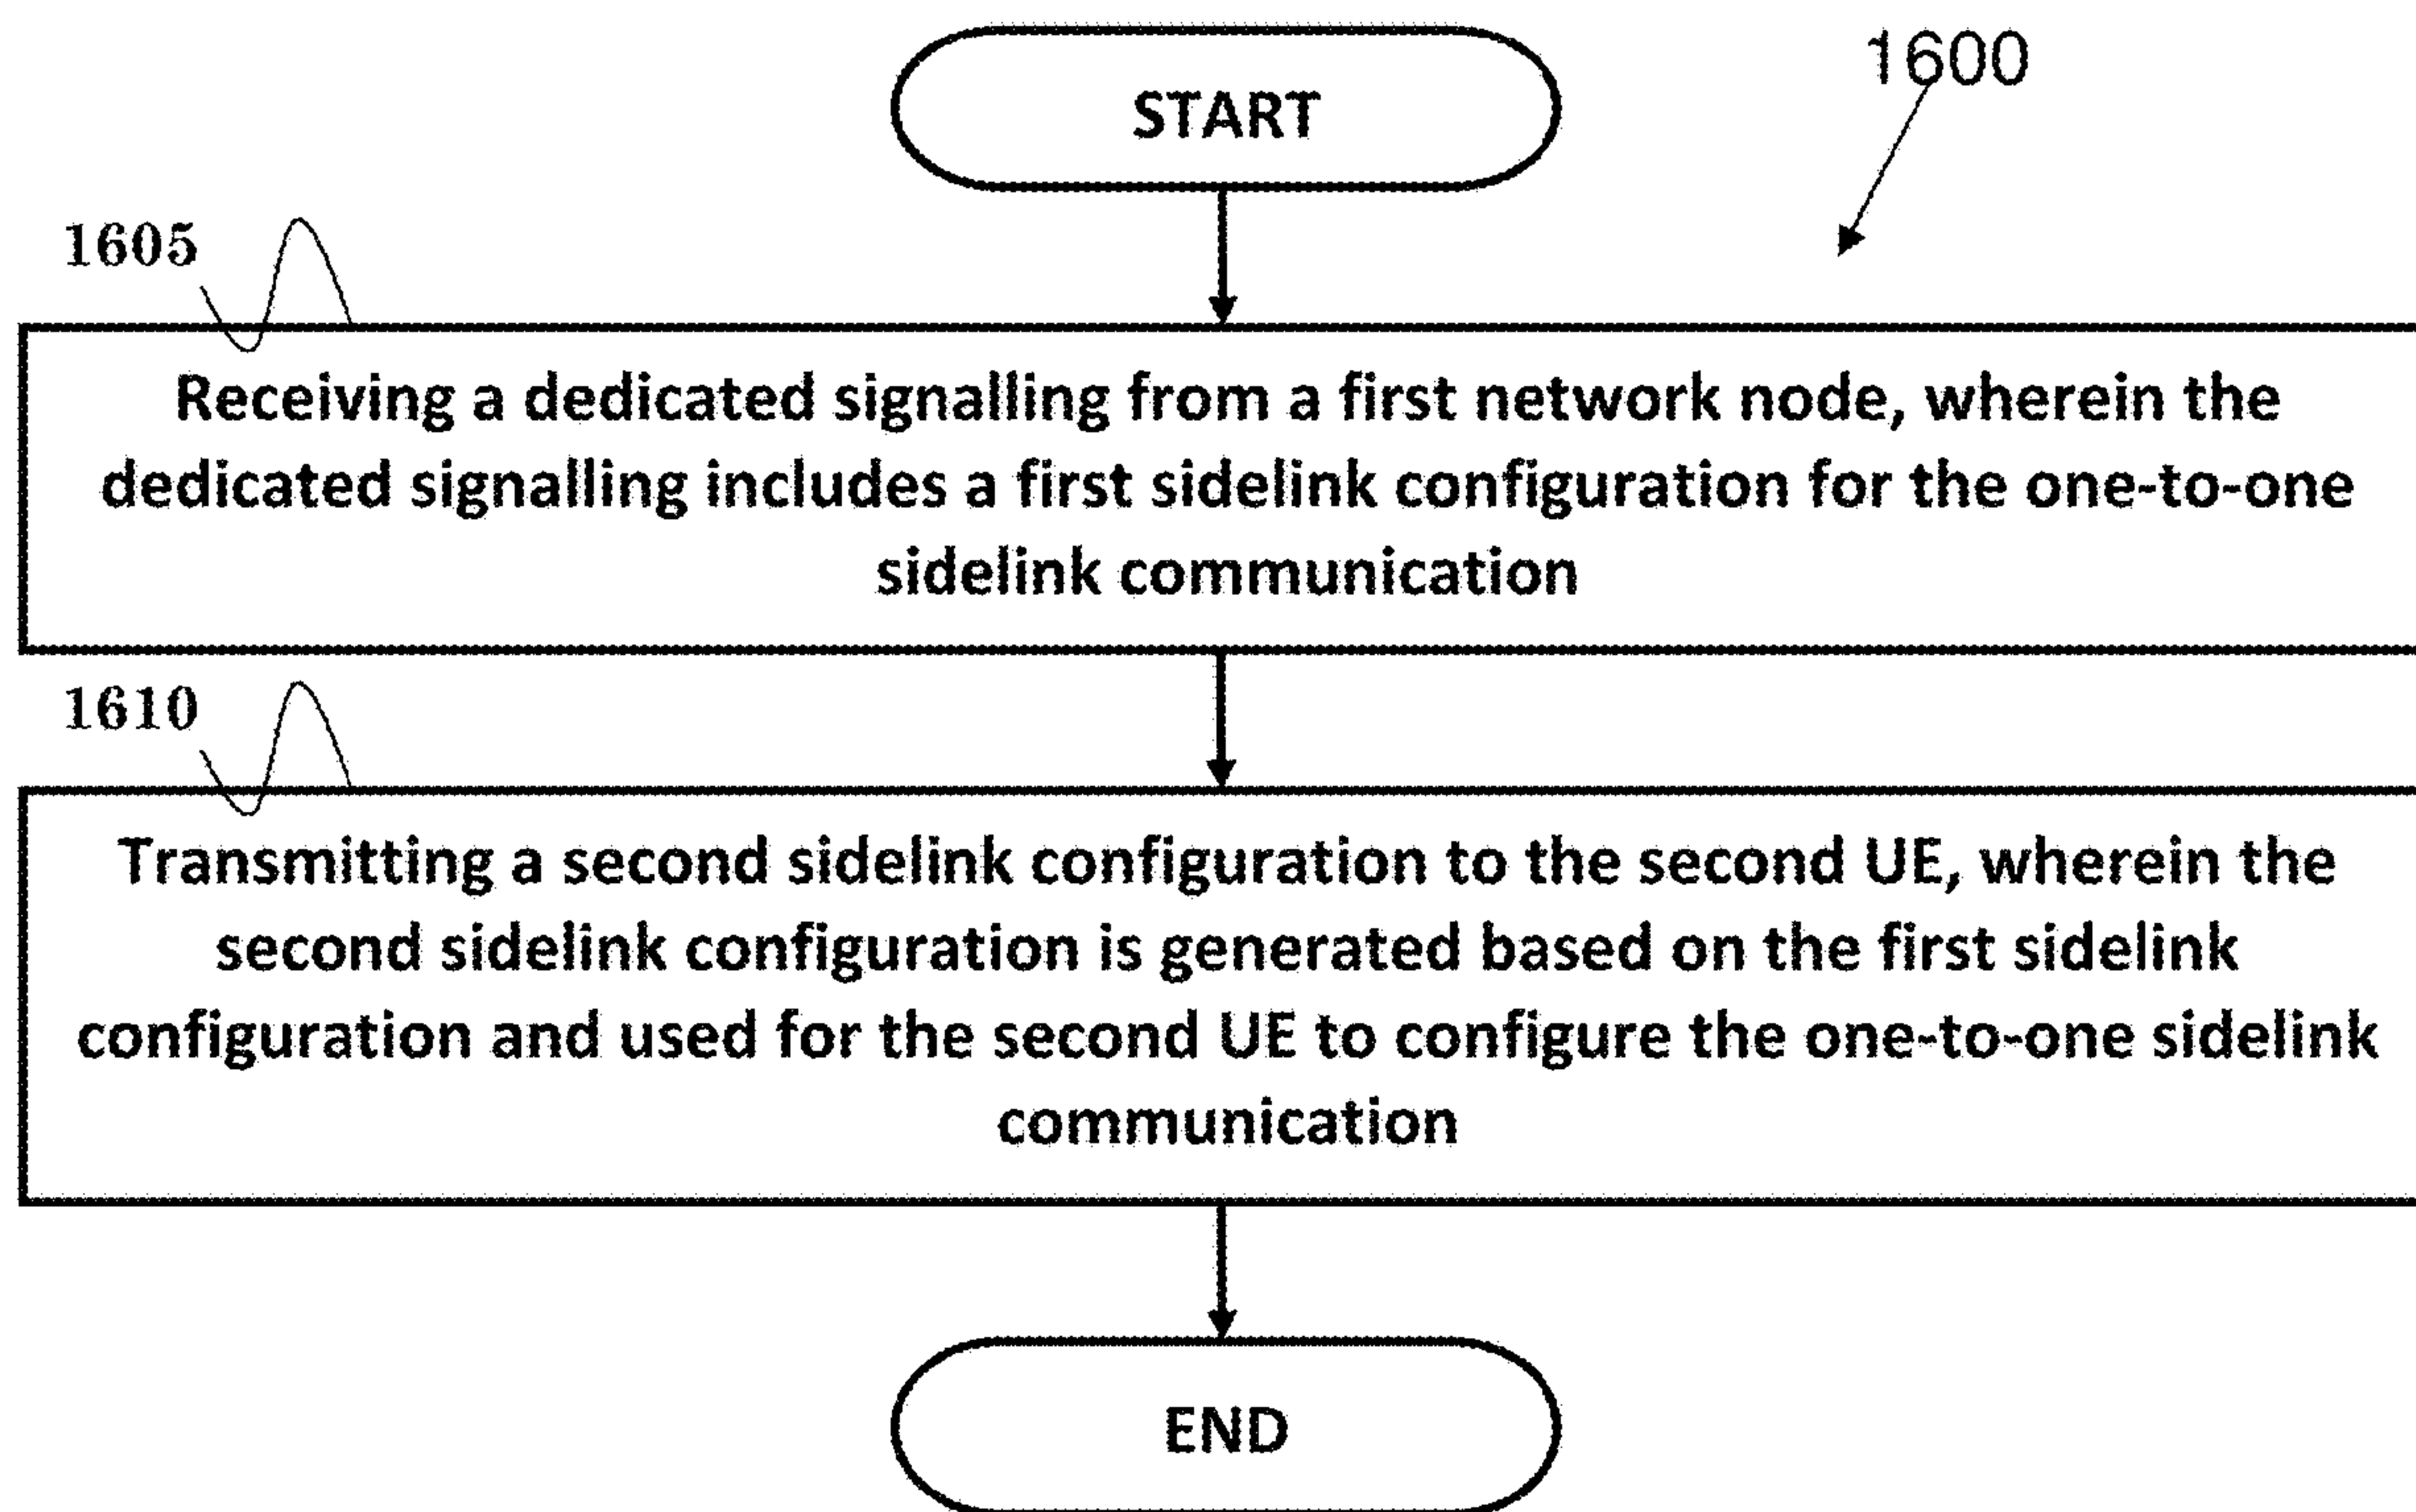 START
1600
1605
Receiving a dedicated signalling from a first network node, wherein the
dedicated signalling includes a first sidelink configuration for the one-to-one
sidelink communication
1610
Transmitting a second sidelink configuration to the second UE, wherein the
second sidelink configuration is generated based on the first sidelink
configuration and used for the second UE to configure the one-to-one sidelink
communication
END